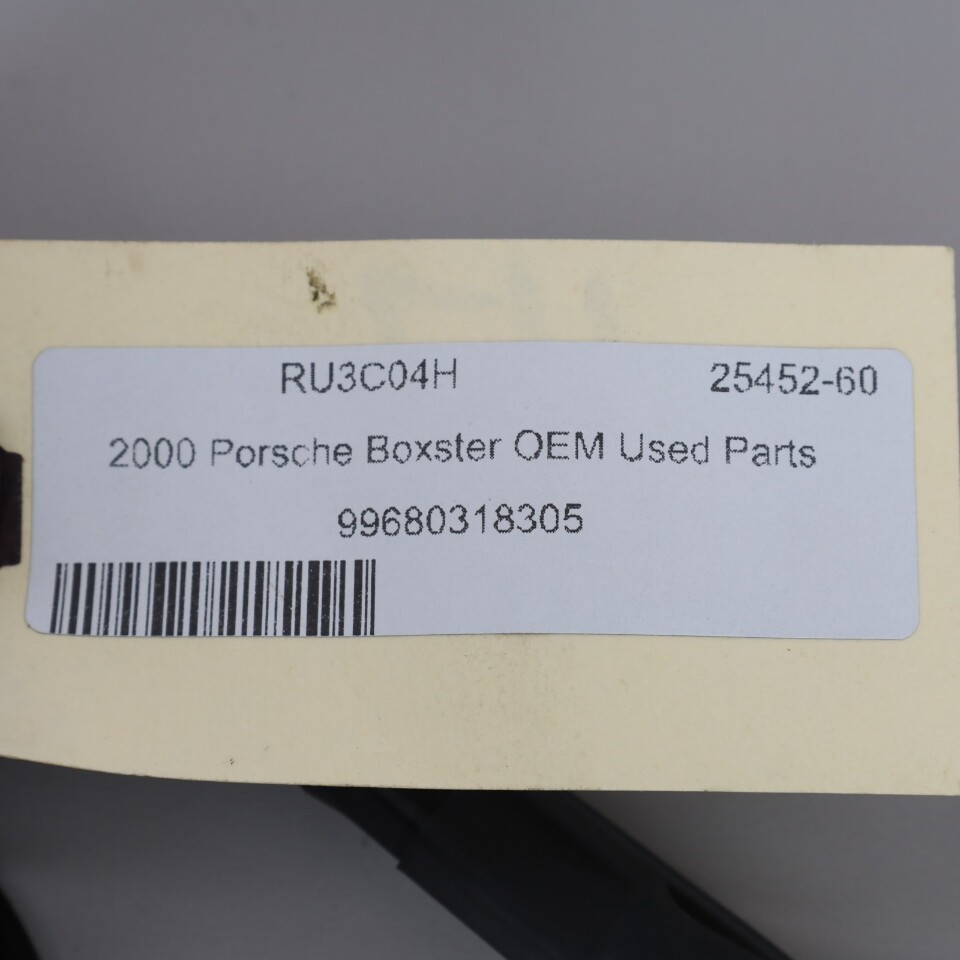 RU3C04H 25452-60
2000 Porsche Boxster OEM Used Parts
99680318305